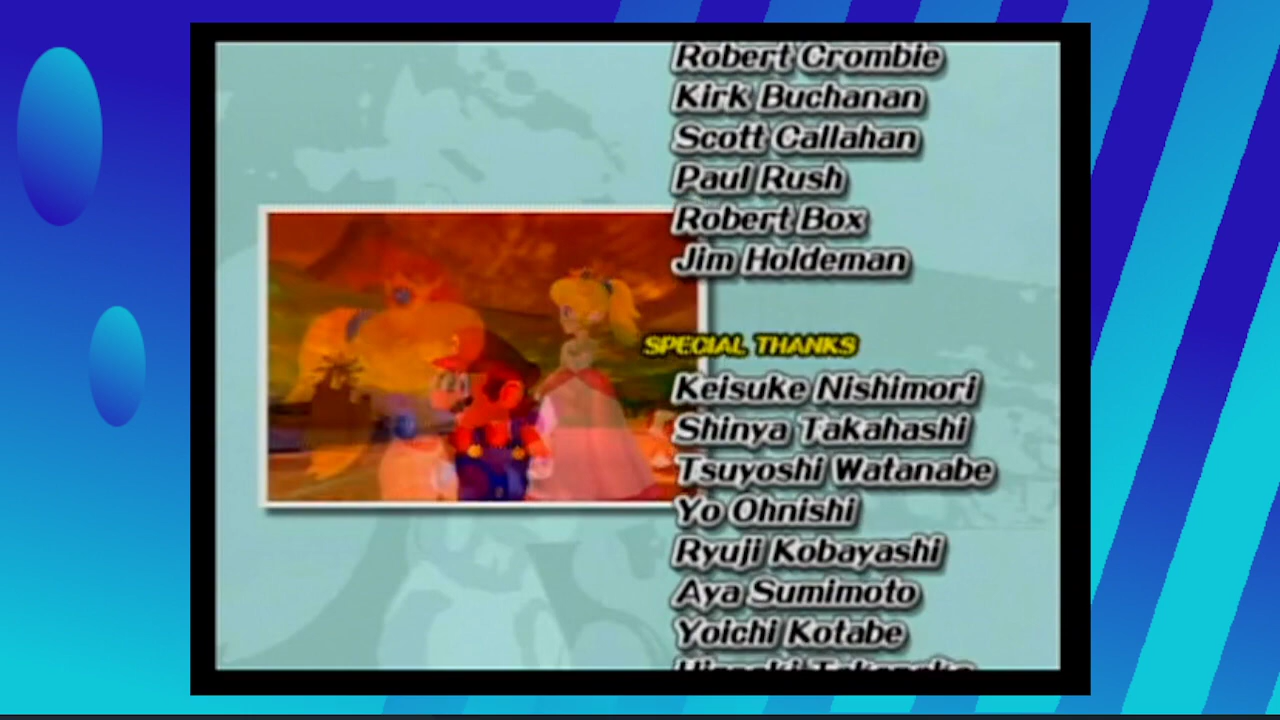 Robert Crombie
Kirk Buchanan
Scott Callahan
Paul Rush
Robert Box
Jim Holdeman
SPECIAL THANKS
Keisuke Nishimori
Shinya Takahashi
Tsuyoshi Watanabe
Yo Ohnishi
Ryuji Kobayashi
Aya Sumimoto
Yoichi Kotabe